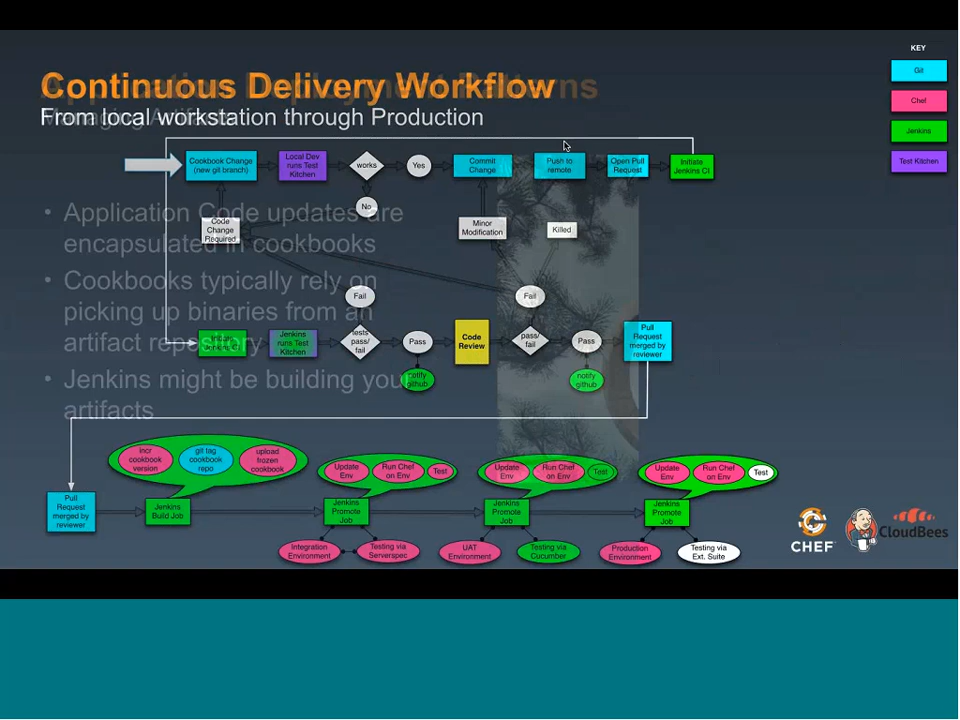 KEY
Git
Chef
Jenkins
Test Kitchen
Continuous Delivery Workflow
From local workstation through Production
Cookbook Change
(new git branch)
Local Dev
runs Test
Kitchen
works
Yes
No
Commit
Change
Push to
remote
Open Pull
Request
Initiate
Jenkins CI
Code
Change
Required
Minor
Modification
Killed
• Application Code updates are
encapsulated in cookbooks
• Cookbooks typically rely on
picking up binaries from an
artifact repository
• Jenkins might be building your
artifacts
Fail
Fail
Jenkins
runs Test
Kitchen
tests
pass/
fail
Pass
notify
github
Code
Review
pass/
fail
Pass
notify
github
Pull
Request
merged by
reviewer
incr
cookbook
version
git tag
cookbook
repo
upload
frozen
cookbook
Update
Env
Run Chef
on Env
Test
Update
Env
Run Chef
on Env
Test
Update
Env
Run Chef
on Env
Test
Pull
Request
merged by
reviewer
Jenkins
Build Job
Jenkins
Promote
Job
Jenkins
Promote
Job
Jenkins
Promote
Job
Integration
Environment
Testing via
Serverspec
UAT
Environment
Testing via
Cucumber
Production
Environment
Testing via
Ext. Suite
CHEF
CloudBees